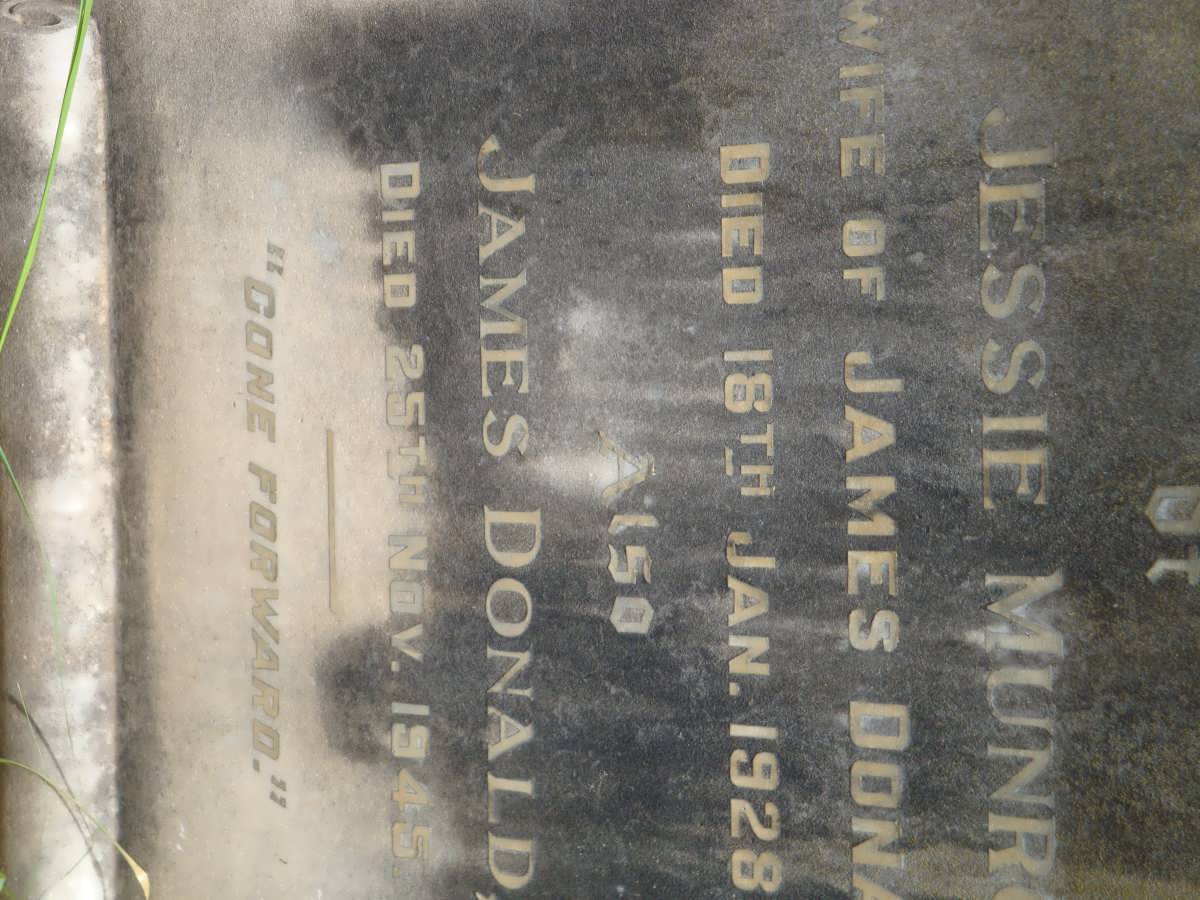 of
JESSIE MUNRO
WIFE OF JAMES DONA
DIED 18TH JAN. 1928
Also
JAMES DONALD,
DIED 25TH NOV. 1945.
"GONE FORWARD."